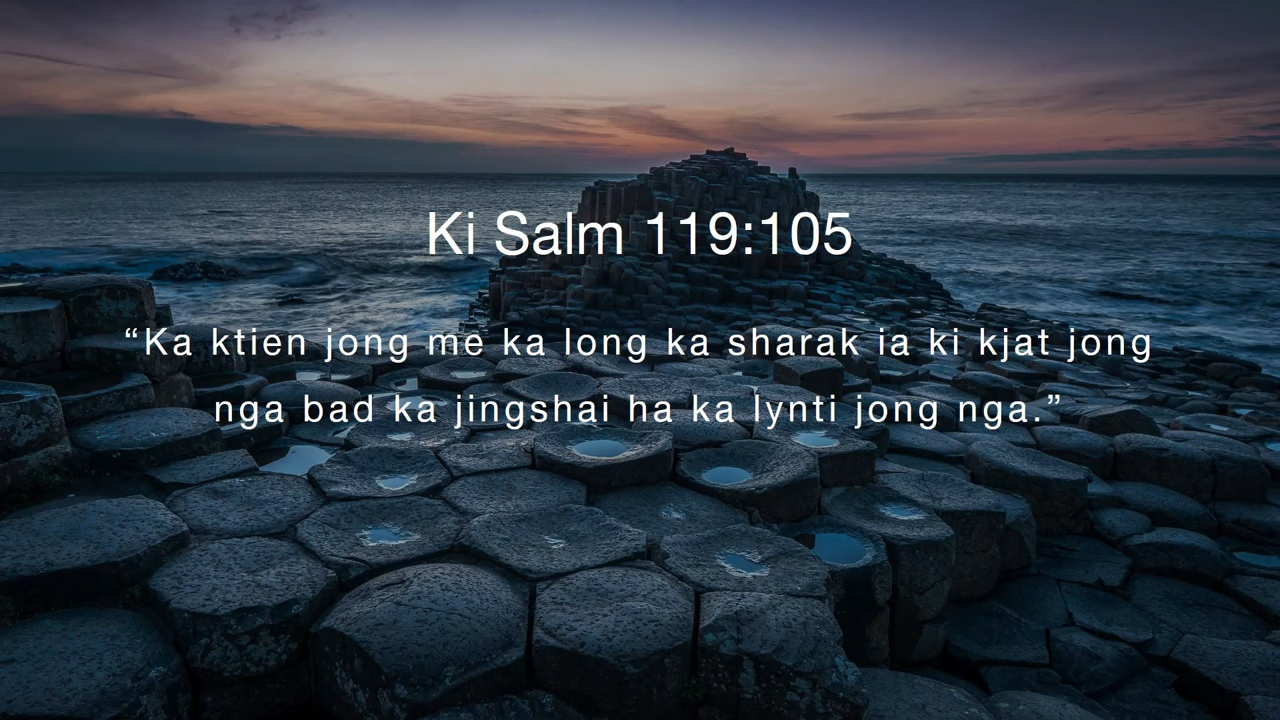 Ki Salm 119:105
“Ka ktien jong me ka long ka sharak ia ki kjat jong
nga bad ka jingshai ha ka lynti jong nga.”